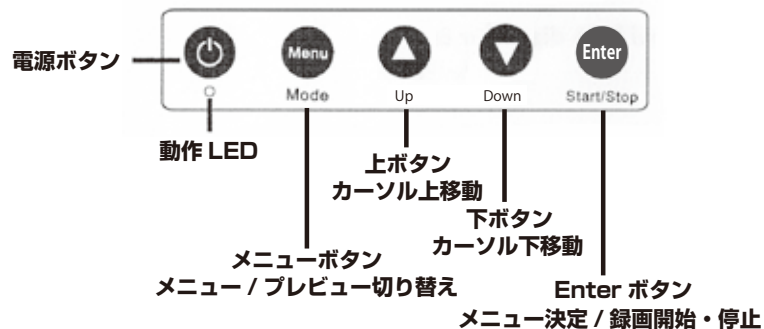 電源ボタン
Menu
Enter
Mode
Up
Down
Start/Stop
動作 LED
上ボタン
カーソル上移動
下ボタン
カーソル下移動
メニューボタン
メニュー / プレビュー切り替え
Enter ボタン
メニュー決定 / 録画開始・停止